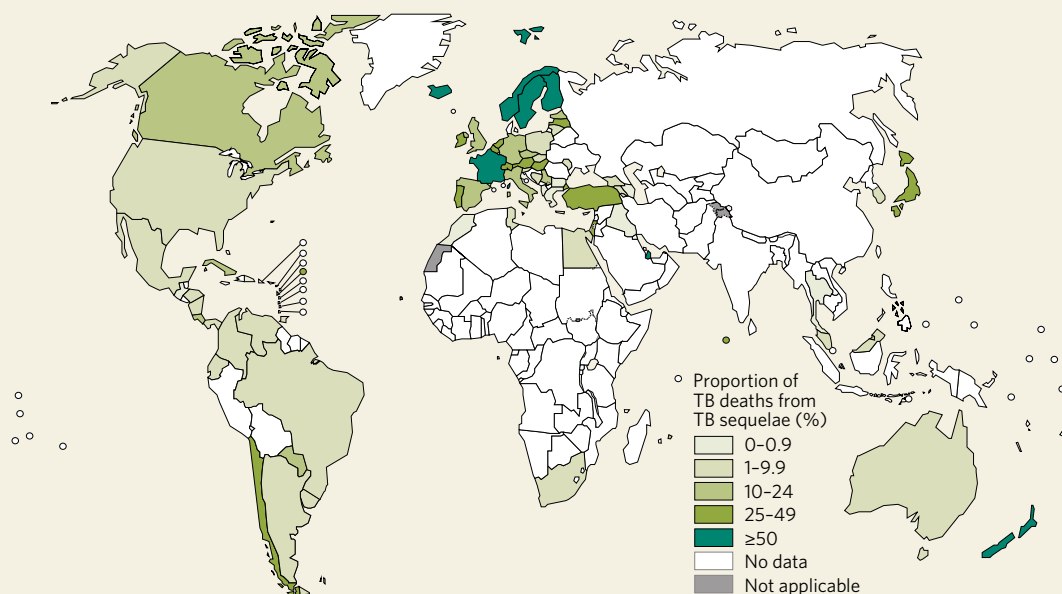 Proportion of
TB deaths from
TB sequelae (%)
0–0.9
1–9.9
10–24
25–49
≥50
No data
Not applicable